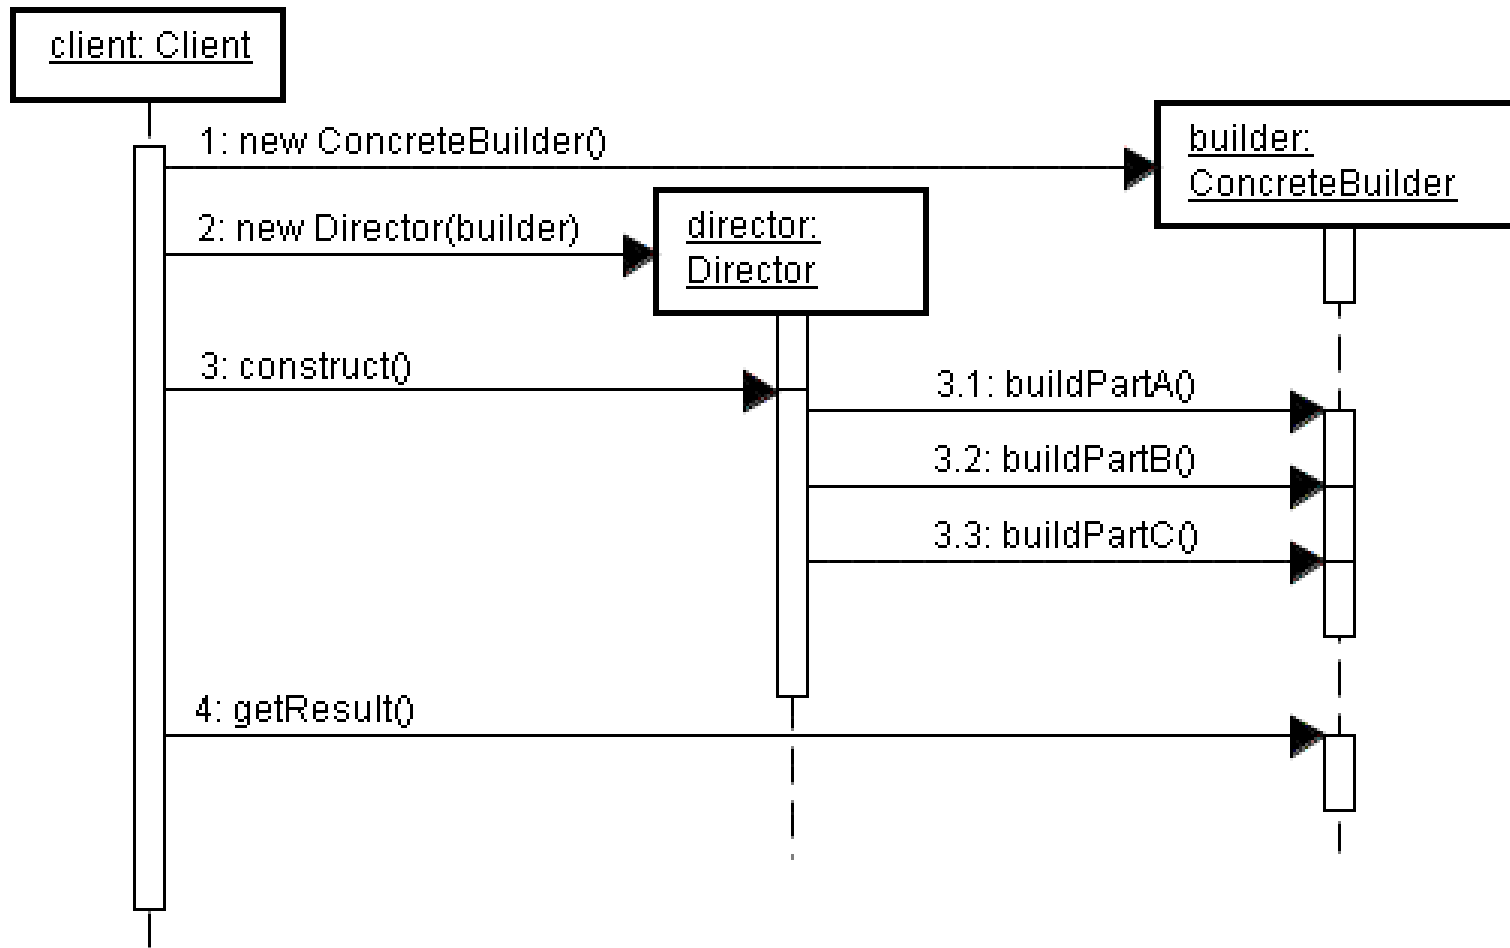 client: Client
1: new ConcreteBuilder()
builder:
ConcreteBuilder
2: new Director(builder)
director:
Director
3: construct()
3.1: buildPartA()
3.2: buildPartB()
3.3: buildPartC()
4: getResult()